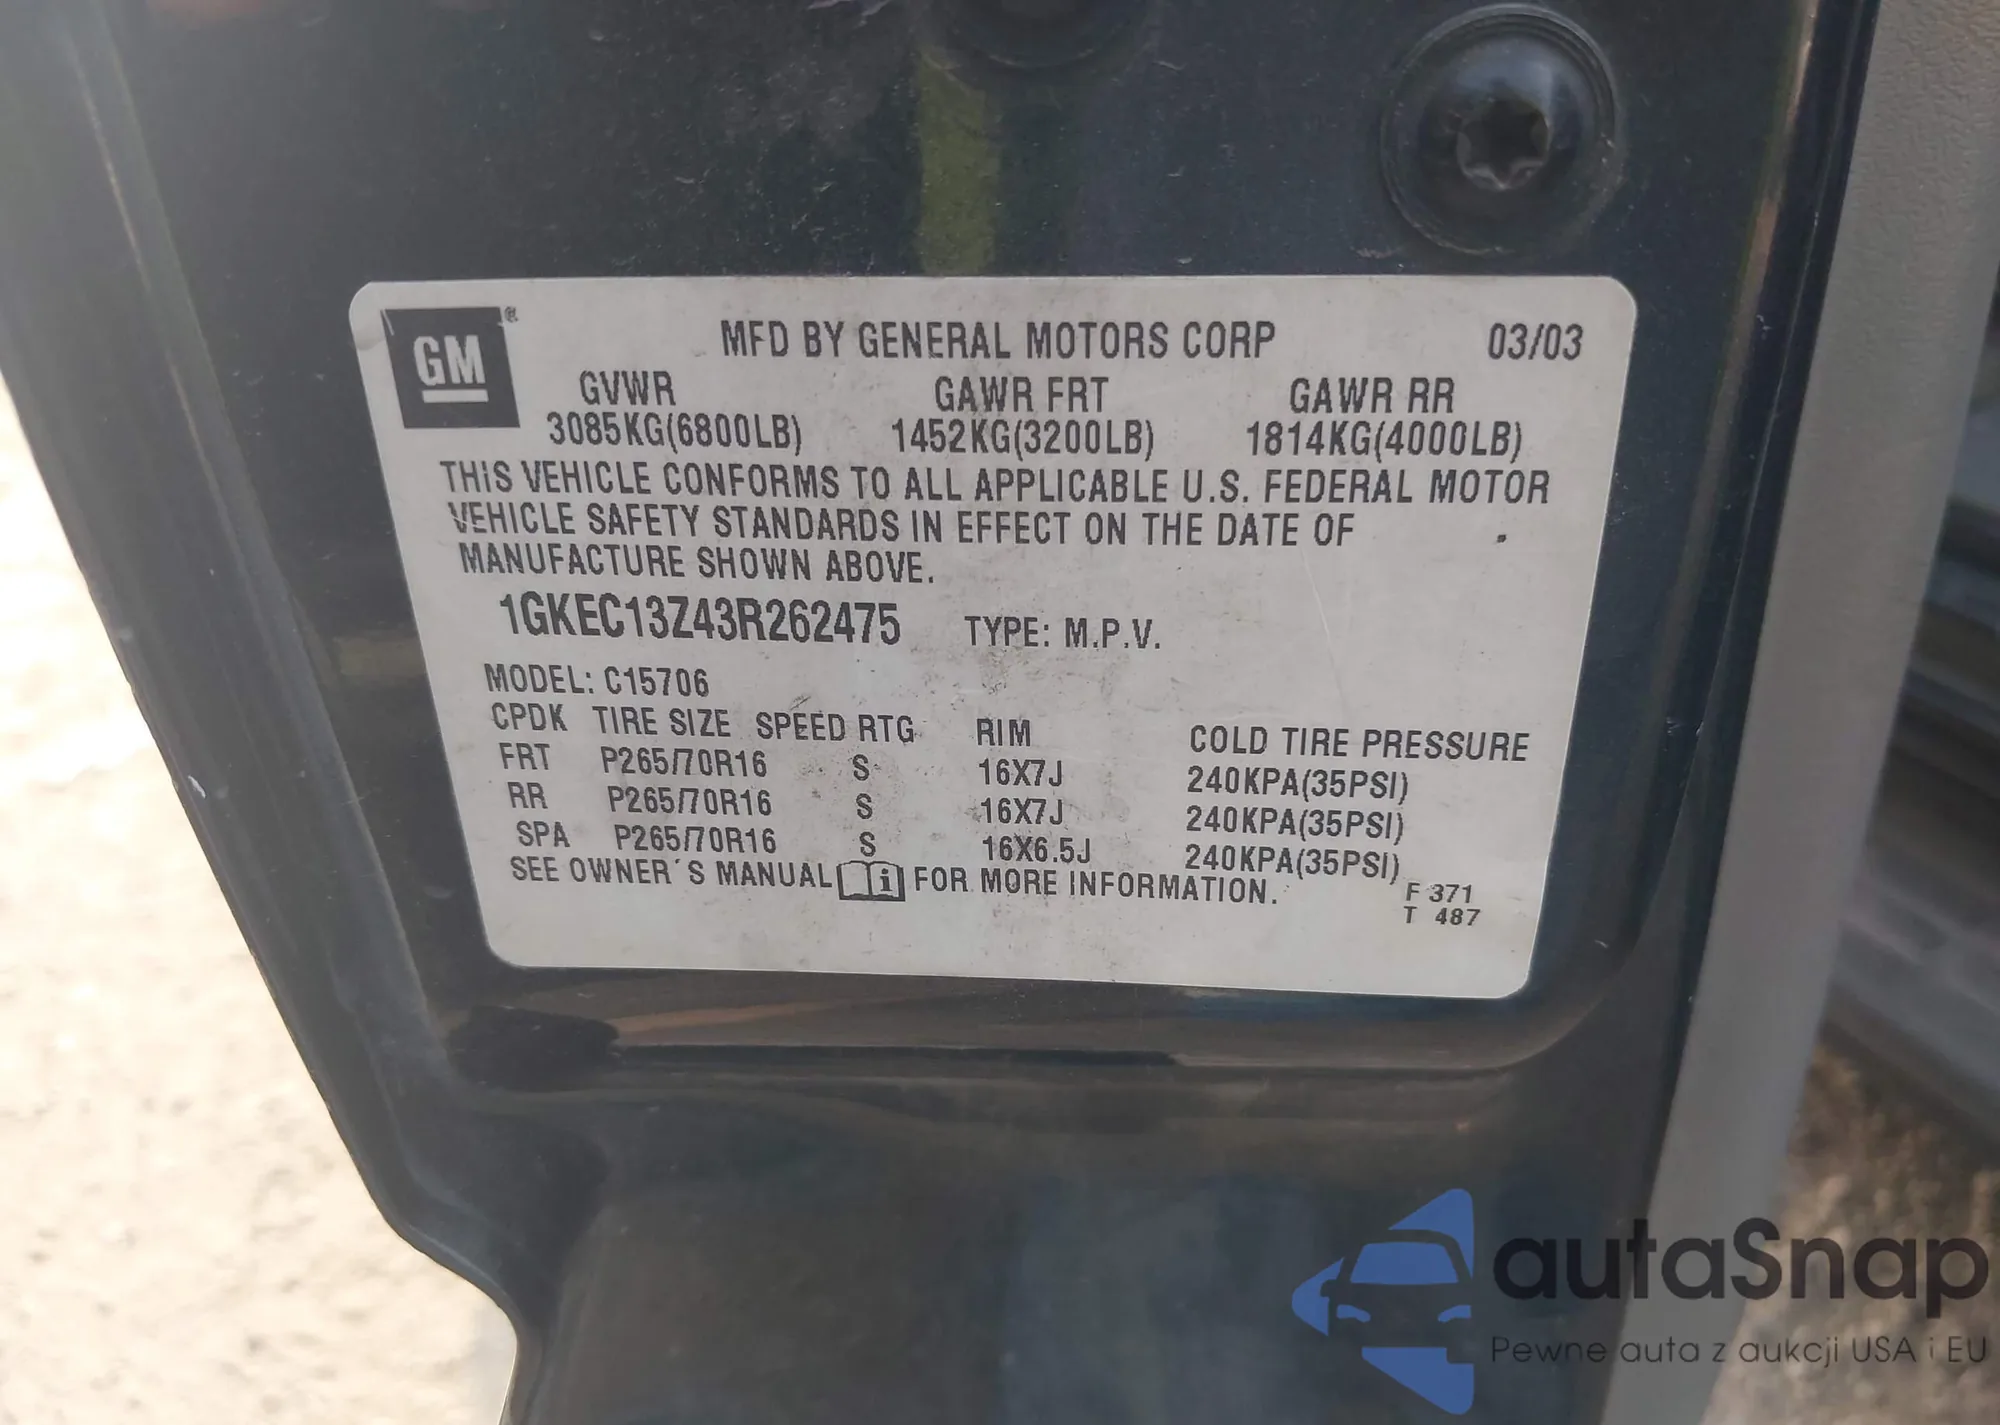 GM®
MFD BY GENERAL MOTORS CORP 03/03
GVWR GAWR FRT GAWR RR
3085KG(6800LB) 1452KG(3200LB) 1814KG(4000LB)
THIS VEHICLE CONFORMS TO ALL APPLICABLE U.S. FEDERAL MOTOR
VEHICLE SAFETY STANDARDS IN EFFECT ON THE DATE OF
MANUFACTURE SHOWN ABOVE.
1GKEC13Z43R262475 TYPE: M.P.V.
MODEL: C15706
CPDK TIRE SIZE SPEED RTG RIM COLD TIRE PRESSURE
FRT P265/70R16 S 16X7J 240KPA(35PSI)
RR P265/70R16 S 16X7J 240KPA(35PSI)
SPA P265/70R16 S 16X6.5J 240KPA(35PSI)
SEE OWNER´S MANUAL i FOR MORE INFORMATION.
F 371
T 487
autaSnap
Pewne auta z aukcji USA i EU